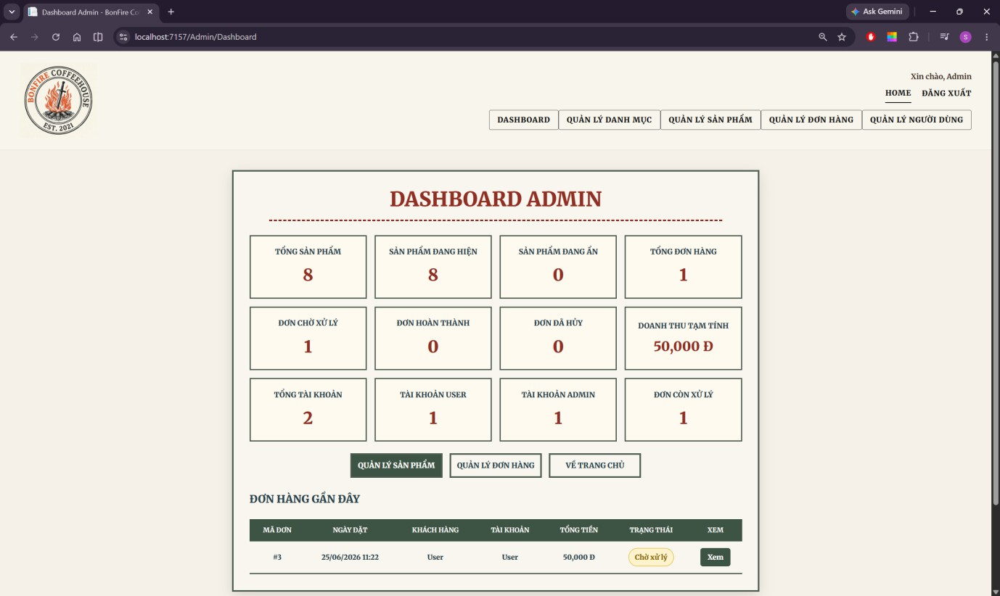 Dashboard Admin - BonFire Co
Ask Gemini
localhost:7157/Admin/Dashboard
S
BONFIRE COFFEEHOUSE
EST. 2021
Xin chào, Admin
HOME ĐĂNG XUẤT
DASHBOARD QUẢN LÝ DANH MỤC QUẢN LÝ SẢN PHẨM QUẢN LÝ ĐƠN HÀNG QUẢN LÝ NGƯỜI DÙNG
DASHBOARD ADMIN
TỔNG SẢN PHẨM
8
SẢN PHẨM ĐANG HIỆN
8
SẢN PHẨM ĐANG ẨN
0
TỔNG ĐƠN HÀNG
1
ĐƠN CHỜ XỬ LÝ
1
ĐƠN HOÀN THÀNH
0
ĐƠN ĐÃ HỦY
0
DOANH THU TẠM TÍNH
50,000 Đ
TỔNG TÀI KHOẢN
2
TÀI KHOẢN USER
1
TÀI KHOẢN ADMIN
1
ĐƠN CÒN XỬ LÝ
1
QUẢN LÝ SẢN PHẨM QUẢN LÝ ĐƠN HÀNG VỀ TRANG CHỦ
ĐƠN HÀNG GẦN ĐÂY
MÃ ĐƠN NGÀY ĐẶT KHÁCH HÀNG TÀI KHOẢN TỔNG TIỀN TRẠNG THÁI XEM
#3 25/06/2026 11:22 User User 50,000 Đ Chờ xử lý Xem